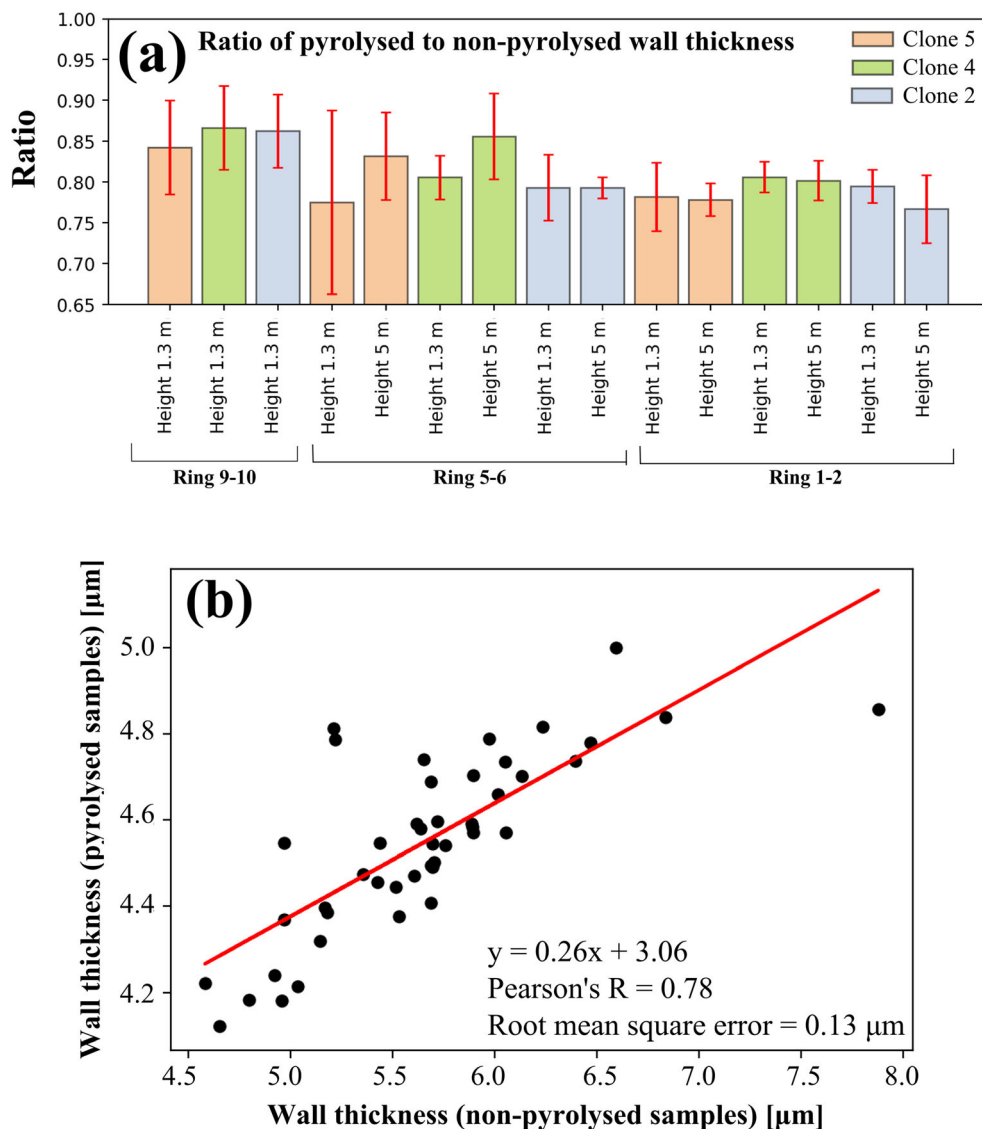 (a)
Ratio of pyrolysed to non-pyrolysed wall thickness
Clone 5
Clone 4
Clone 2
Ratio
1.00
0.95
0.90
0.85
0.80
0.75
0.70
0.65
Height 1.3 m
Height 1.3 m
Height 1.3 m
Height 1.3 m
Height 5 m
Height 1.3 m
Height 5 m
Height 1.3 m
Height 5 m
Height 1.3 m
Height 5 m
Height 1.3 m
Height 5 m
Height 1.3 m
Height 5 m
Ring 9-10
Ring 5-6
Ring 1-2
(b)
Wall thickness (pyrolysed samples) [µm]
5.0
4.8
4.6
4.4
4.2
y = 0.26x + 3.06
Pearson's R = 0.78
Root mean square error = 0.13 µm
4.5
5.0
5.5
6.0
6.5
7.0
7.5
8.0
Wall thickness (non-pyrolysed samples) [µm]